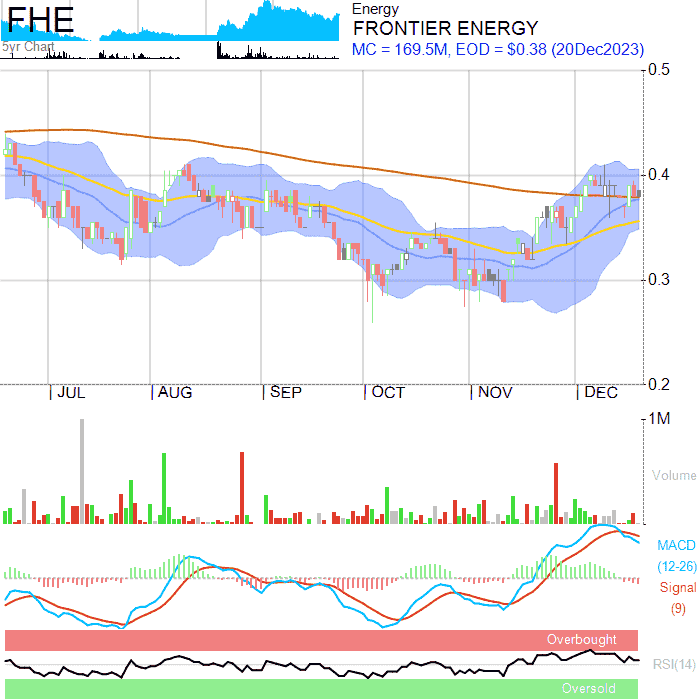 FHE
5yr Chart
Energy
FRONTIER ENERGY
MC = 169.5M, EOD = $0.38 (20Dec2023)
0.5
0.4
0.3
0.2
JUL AUG SEP OCT NOV DEC
1M
Volume
MACD
(12-26)
Signal
(9)
Overbought
RSI(14)
Oversold